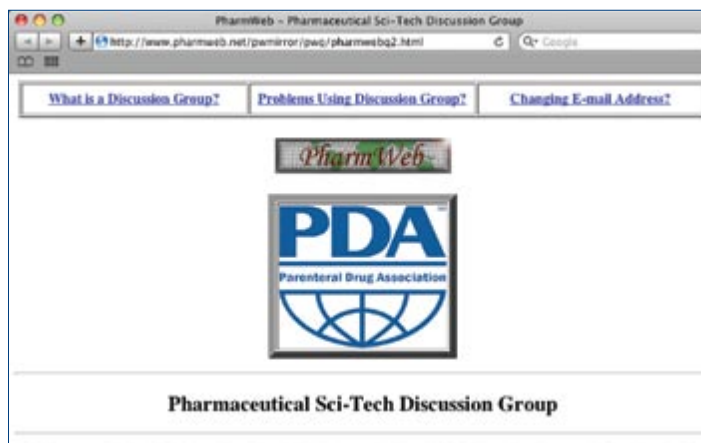 PharmWeb - Pharmaceutical Sci-Tech Discussion Group
http://www.pharmweb.net/pwmirror/pwq/pharmwebq2.html
Google
What is a Discussion Group? Problems Using Discussion Group? Changing E-mail Address?
PharmWeb
PDA
Parenteral Drug Association
Pharmaceutical Sci-Tech Discussion Group